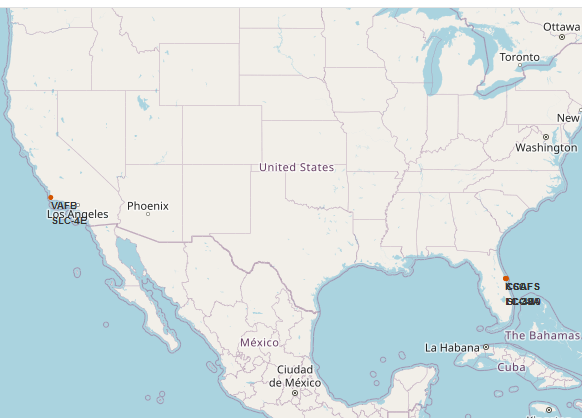 Ottawa
Toronto
New
Washington
United States
VAFB
Los Angeles
SLC-4E
Phoenix
The Bahamas
México
La Habana
Cuba
Ciudad
de México